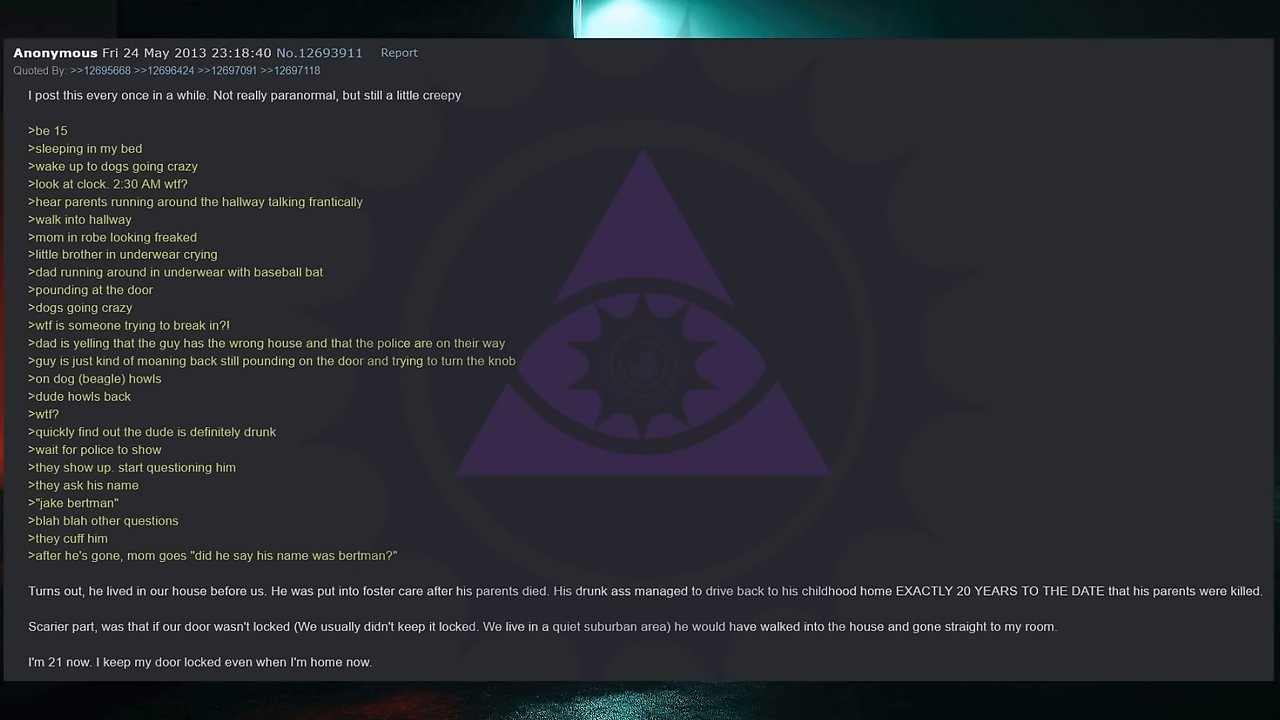 Anonymous Fri 24 May 2013 23:18:40 No.12693911 Report
Quoted By: >>12695668 >>12696424 >>12697091 >>12697118
I post this every once in a while. Not really paranormal, but still a little creepy
>be 15
>sleeping in my bed
>wake up to dogs going crazy
>look at clock. 2:30 AM wtf?
>hear parents running around the hallway talking frantically
>walk into hallway
>mom in robe looking freaked
>little brother in underwear crying
>dad running around in underwear with baseball bat
>pounding at the door
>dogs going crazy
>wtf is someone trying to break in?!
>dad is yelling that the guy has the wrong house and that the police are on their way
>guy is just kind of moaning back still pounding on the door and trying to turn the knob
>on dog (beagle) howls
>dude howls back
>wtf?
>quickly find out the dude is definitely drunk
>wait for police to show
>they show up. start questioning him
>they ask his name
>"jake bertman"
>blah blah other questions
>they cuff him
>after he's gone, mom goes "did he say his name was bertman?"
Turns out, he lived in our house before us. He was put into foster care after his parents died. His drunk ass managed to drive back to his childhood home EXACTLY 20 YEARS TO THE DATE that his parents were killed.
Scarier part, was that if our door wasn't locked (We usually didn't keep it locked. We live in a quiet suburban area) he would have walked into the house and gone straight to my room.
I'm 21 now. I keep my door locked even when I'm home now.